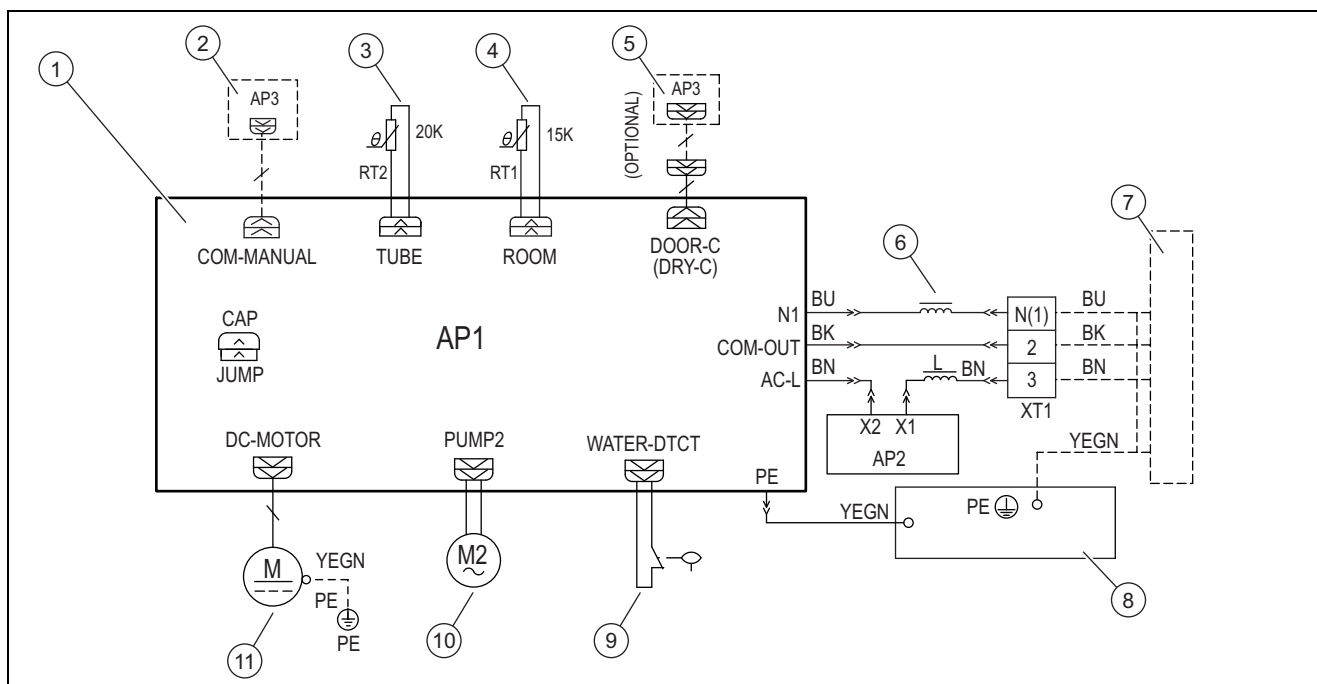 1
2
3
4
5
6
7
AP3
20K
RT2
15K
RT1
(OPTIONAL)
AP3
COM-MANUAL
TUBE
ROOM
DOOR-C
(DRY-C)
CAP
JUMP
AP1
N1
BU
N(1)
BU
COM-OUT
BK
2
BK
AC-L
BN
L
BN
3
BN
XT1
X2
X1
AP2
DC-MOTOR
PUMP2
WATER-DTCT
PE
YEGN
YEGN
PE
M
YEGN
PE
PE
M2
8
9
10
11